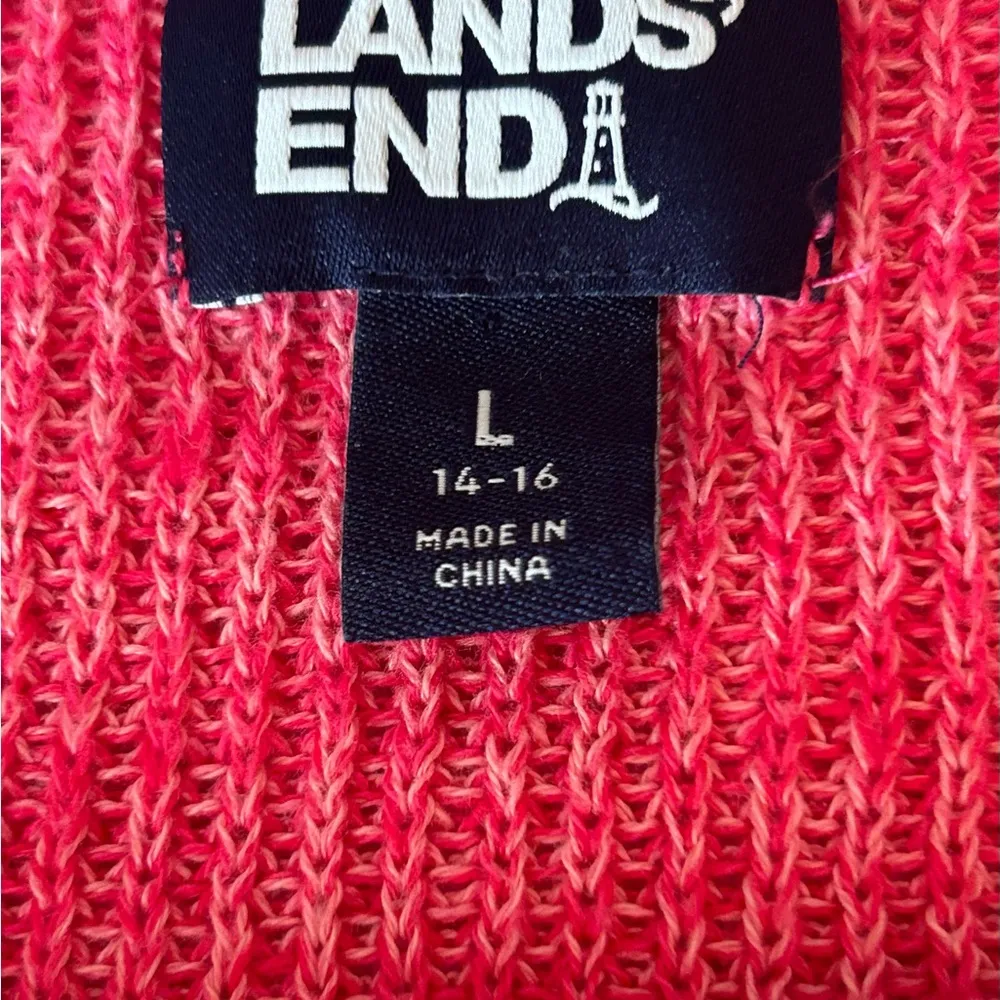 LANDS'
END
L
14-16
MADE IN
CHINA